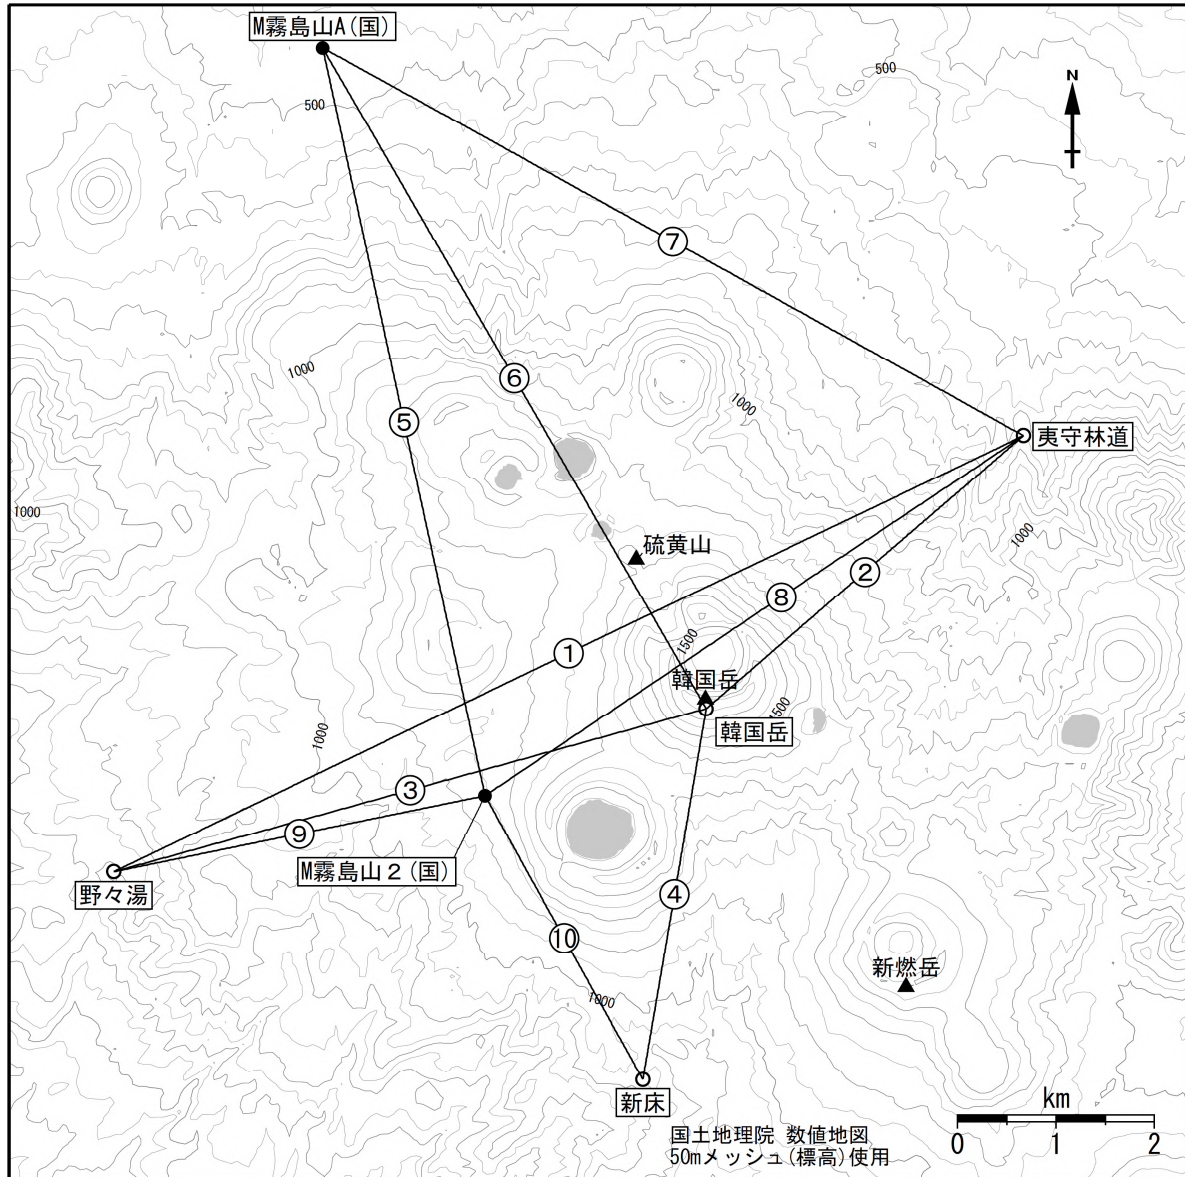 M霧島山A(国)
500
500
N
⑦
1000
⑥
1000
⑤
夷守林道
1000
1000
硫黄山
②
⑧
①
1500
韓国岳
1500
韓国岳
1000
③
⑨
M霧島山2(国)
野々湯
④
⑩
新燃岳
1000
新床
km
0 1 2
国土地理院 数値地図
50mメッシュ(標高)使用